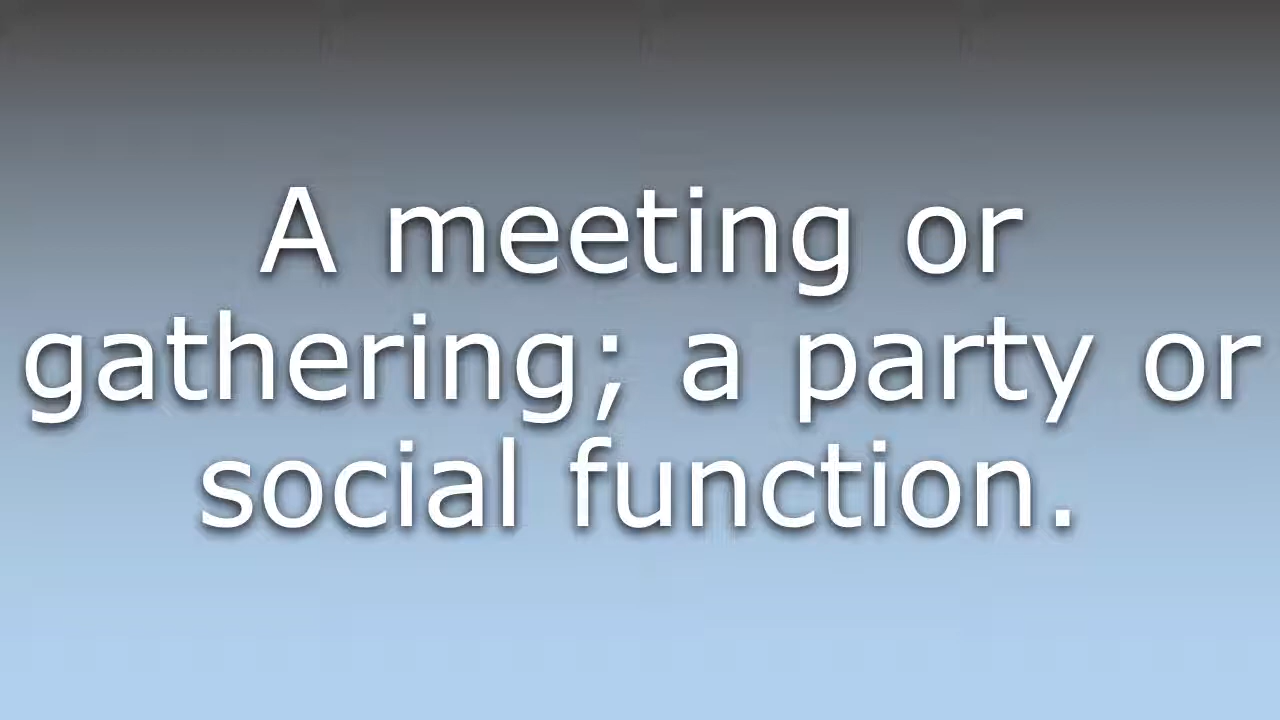 A meeting or
gathering; a party or
social function.